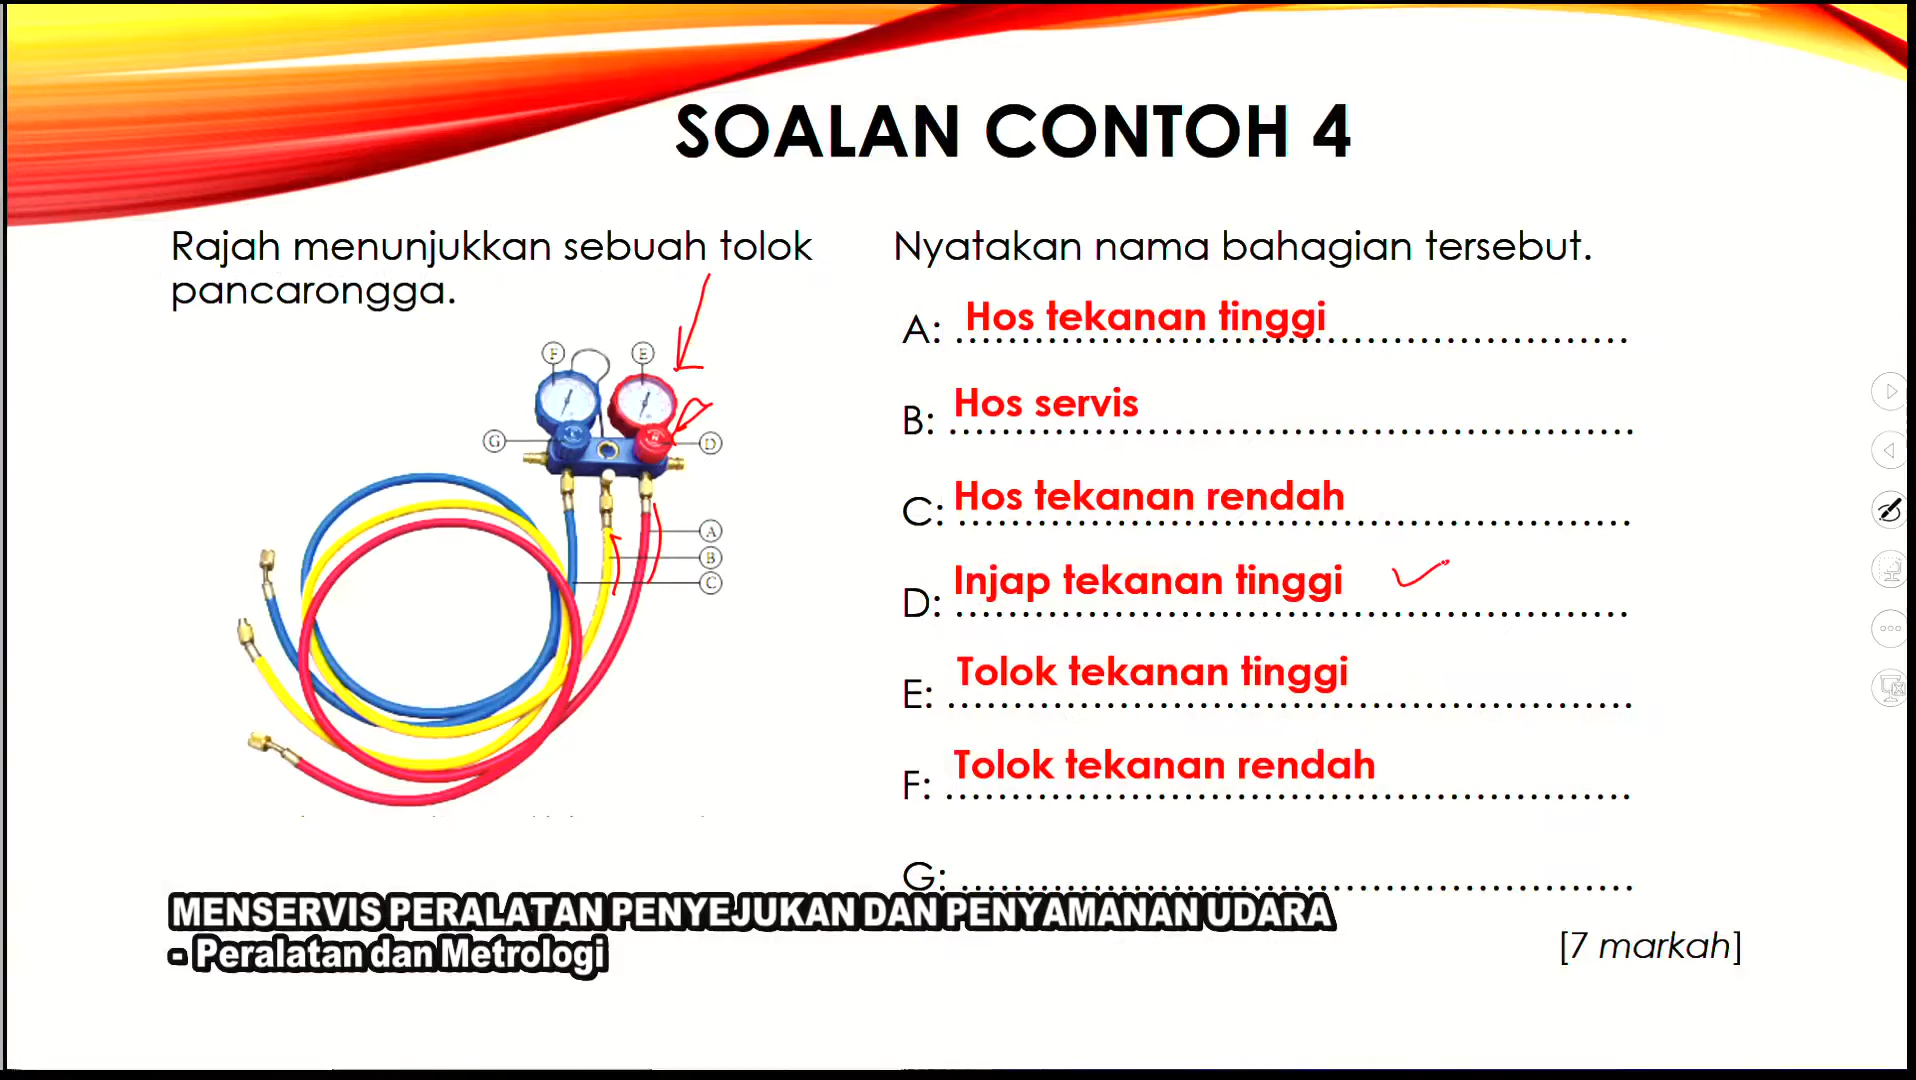 SOALAN CONTOH 4
Rajah menunjukkan sebuah tolok
pancarongga.
F
E
G
D
A
B
C
Nyatakan nama bahagian tersebut.
A: Hos tekanan tinggi
B: Hos servis
C: Hos tekanan rendah
D: Injap tekanan tinggi
E: Tolok tekanan tinggi
F: Tolok tekanan rendah
G: ..................................................
[7 markah]
MENSERVIS PERALATAN PENYEJUKAN DAN PENYAMANAN UDARA
- Peralatan dan Metrologi